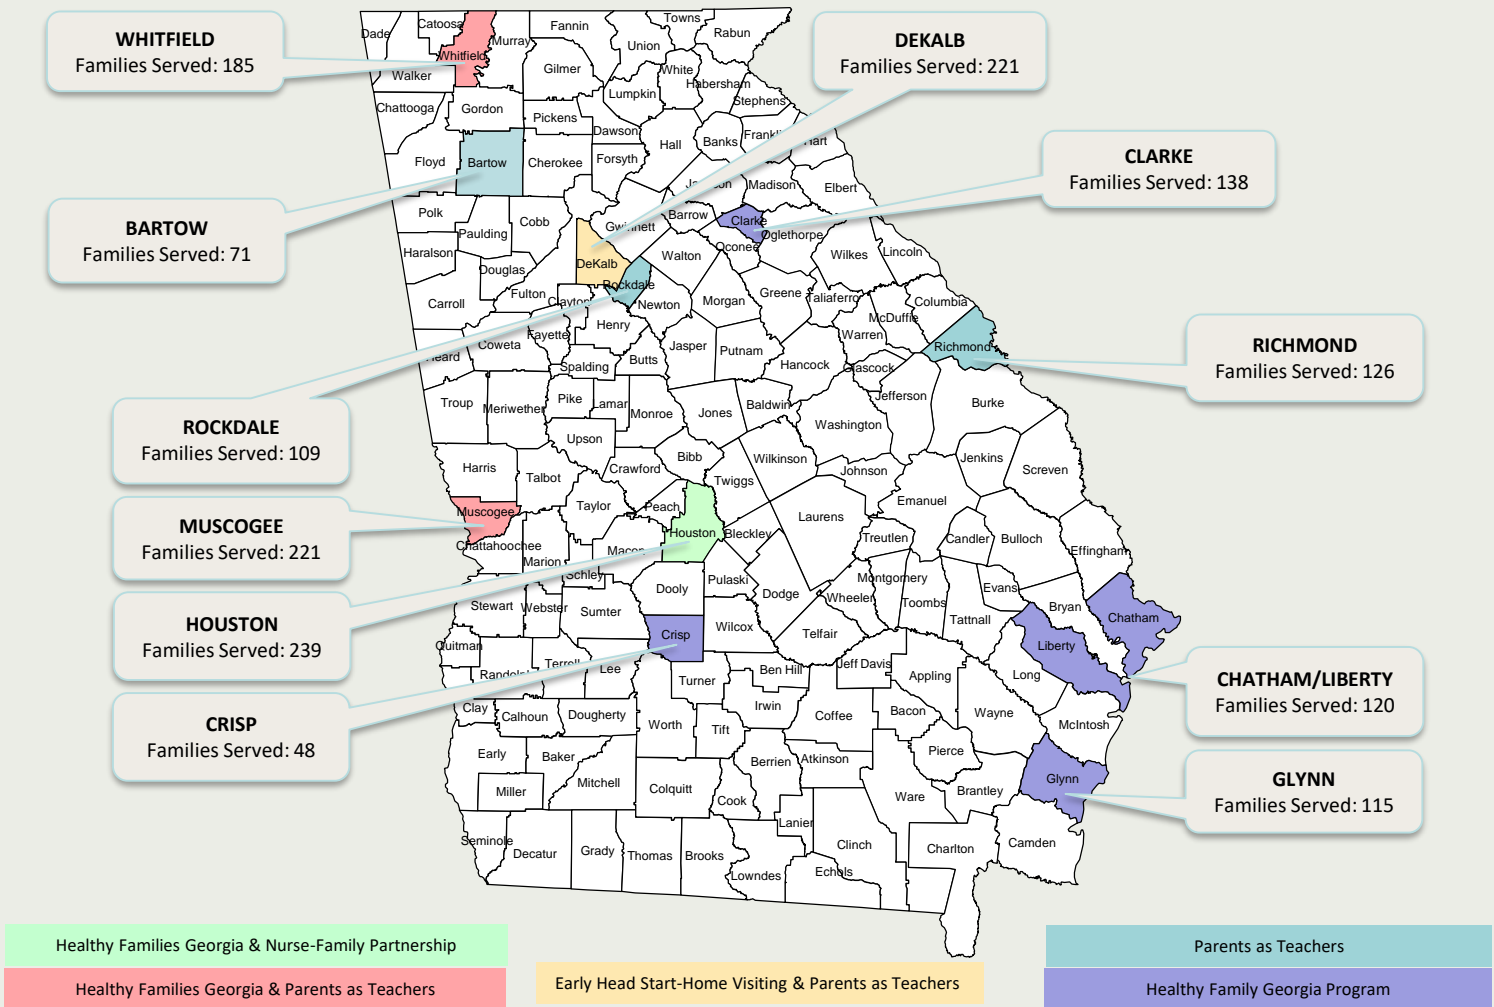 WHITFIELD
Families Served: 185
DEKALB
Families Served: 221
CLARKE
Families Served: 138
BARTOW
Families Served: 71
RICHMOND
Families Served: 126
ROCKDALE
Families Served: 109
MUSCOGEE
Families Served: 221
HOUSTON
Families Served: 239
CHATHAM/LIBERTY
Families Served: 120
CRISP
Families Served: 48
GLYNN
Families Served: 115
Dade
Catoosa
Whitfield
Murray
Fannin
Towns
Rabun
Union
Walker
Gilmer
White
Habersham
Stephens
Lumpkin
Chattooga
Gordon
Pickens
Dawson
Hall
Banks
Hart
Floyd
Bartow
Cherokee
Forsyth
Madison
Elbert
Polk
Cobb
Paulding
Gwinnett
Barrow
Clarke
Oglethorpe
Oconee
Haralson
Douglas
DeKalb
Walton
Wilkes
Lincoln
Fulton
Clayton
Rockdale
Newton
Morgan
Greene
Taliaferro
Columbia
McDuffie
Carroll
Henry
Fayette
Coweta
Spalding
Butts
Jasper
Putnam
Hancock
Warren
Glascock
Richmond
Heard
Troup
Meriwether
Pike
Lamar
Monroe
Jones
Baldwin
Washington
Jefferson
Burke
Upson
Bibb
Wilkinson
Harris
Talbot
Crawford
Twiggs
Johnson
Jenkins
Screven
Emanuel
Muscogee
Taylor
Peach
Houston
Bleckley
Laurens
Treutlen
Candler
Bulloch
Effingham
Chattahoochee
Marion
Macon
Schley
Dooly
Pulaski
Dodge
Wheeler
Montgomery
Toombs
Tattnall
Evans
Bryan
Chatham
Liberty
Stewart
Webster
Sumter
Crisp
Wilcox
Telfair
Quitman
Randolph
Terrell
Lee
Turner
Ben Hill
Jeff Davis
Appling
Long
Clay
Calhoun
Dougherty
Worth
Tift
Irwin
Coffee
Bacon
Wayne
McIntosh
Early
Baker
Mitchell
Miller
Colquitt
Cook
Berrien
Atkinson
Pierce
Ware
Brantley
Glynn
Lanier
Seminole
Decatur
Grady
Thomas
Brooks
Lowndes
Clinch
Echols
Charlton
Camden
Healthy Families Georgia & Nurse-Family Partnership
Healthy Families Georgia & Parents as Teachers
Early Head Start-Home Visiting & Parents as Teachers
Parents as Teachers
Healthy Family Georgia Program